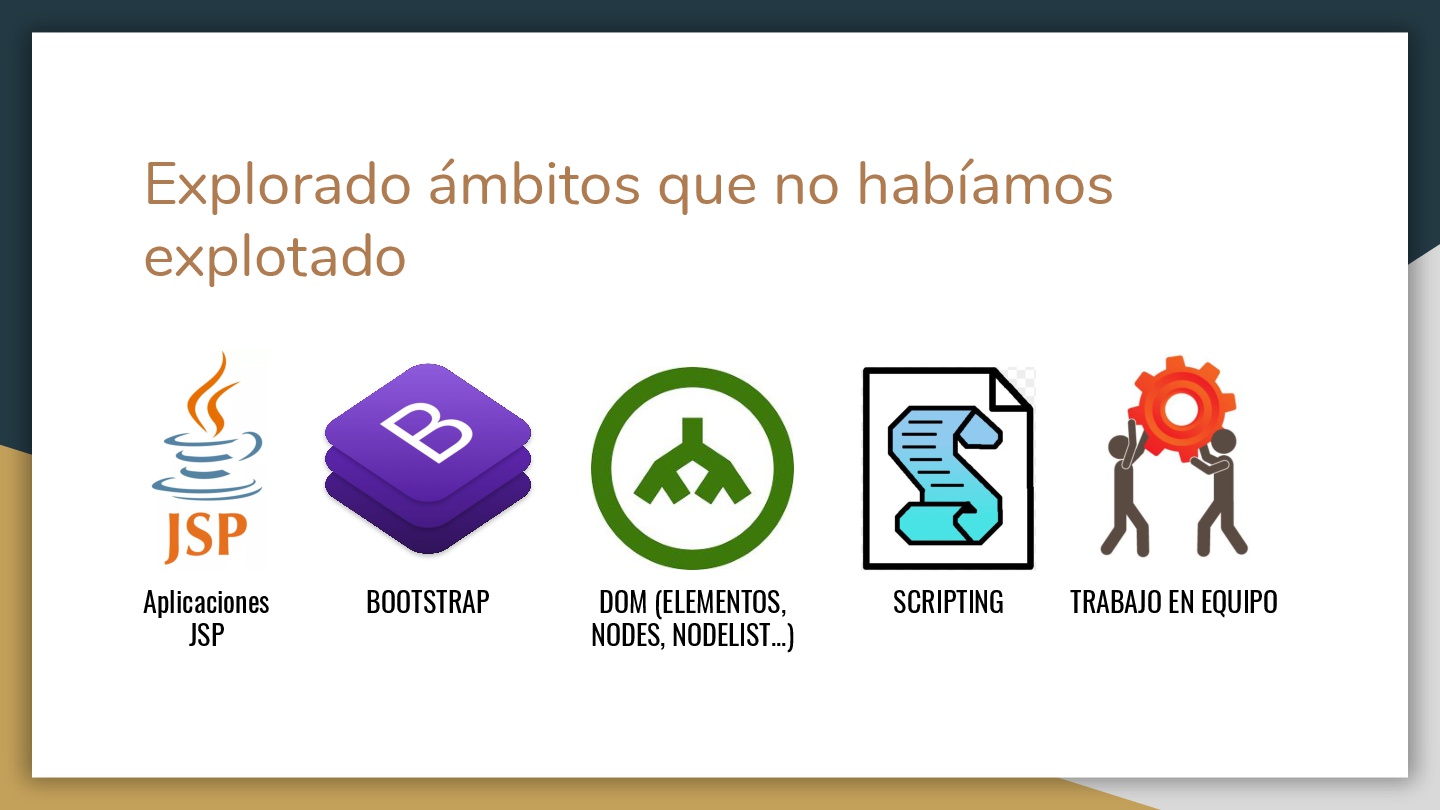 Explorado ámbitos que no habíamos
explotado
JSP
B
Aplicaciones
JSP
BOOTSTRAP
DOM (ELEMENTOS,
NODES, NODELIST...)
SCRIPTING
TRABAJO EN EQUIPO